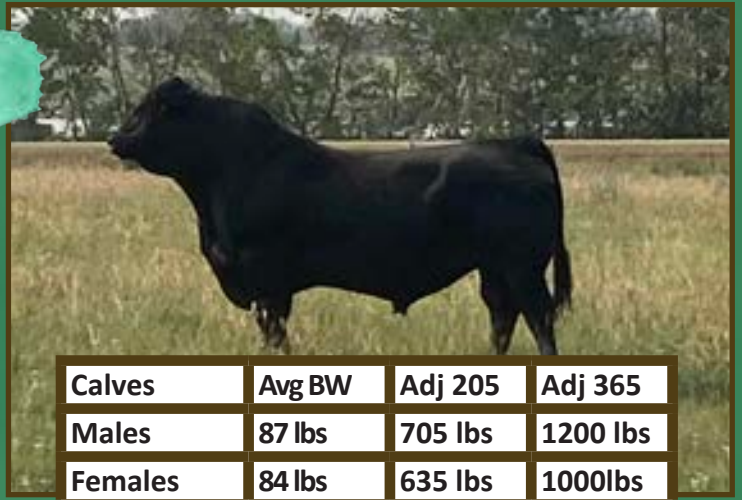 Calves Avg BW Adj 205 Adj 365
Males 87 lbs 705 lbs 1200 lbs
Females 84 lbs 635 lbs 1000lbs